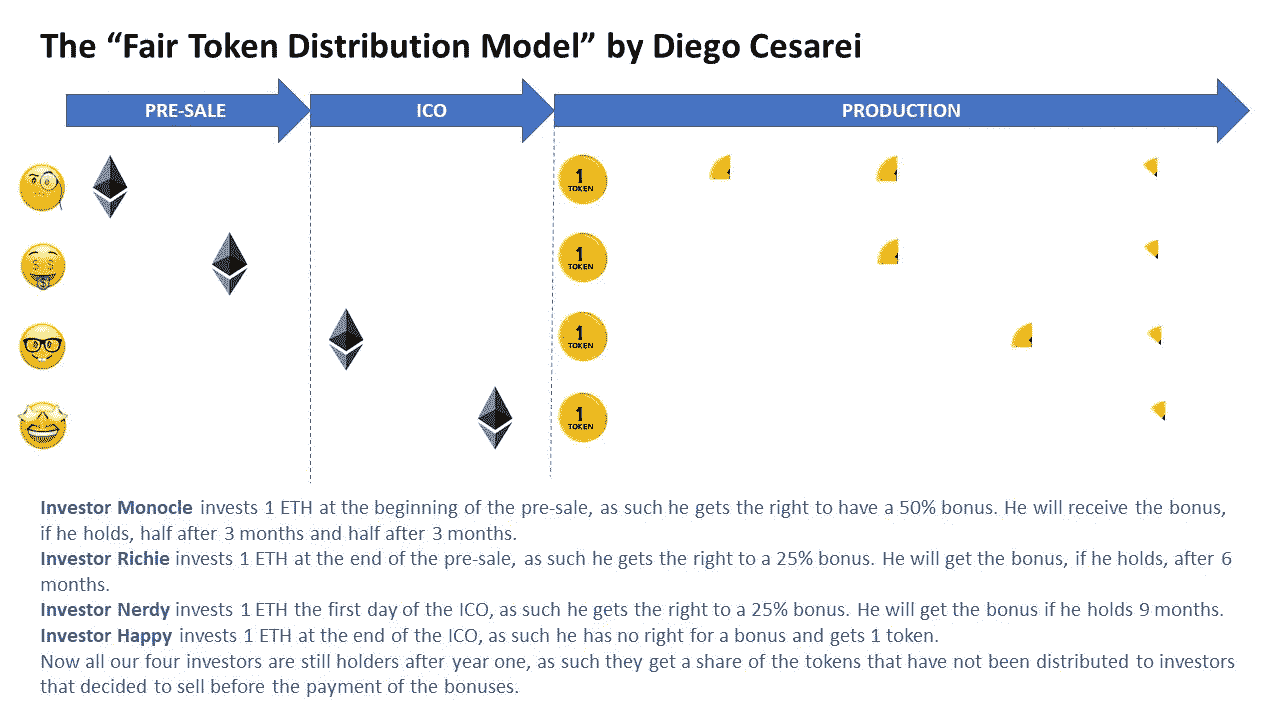 The “Fair Token Distribution Model” by Diego Cesarei
PRE-SALE
ICO
PRODUCTION
1
TOKEN
1
TOKEN
1
TOKEN
1
TOKEN
Investor Monocle invests 1 ETH at the beginning of the pre-sale, as such he gets the right to have a 50% bonus. He will receive the bonus,
if he holds, half after 3 months and half after 3 months.
Investor Richie invests 1 ETH at the end of the pre-sale, as such he gets the right to a 25% bonus. He will get the bonus, if he holds, after 6
months.
Investor Nerdy invests 1 ETH the first day of the ICO, as such he gets the right to a 25% bonus. He will get the bonus if he holds 9 months.
Investor Happy invests 1 ETH at the end of the ICO, as such he has no right for a bonus and gets 1 token.
Now all our four investors are still holders after year one, as such they get a share of the tokens that have not been distributed to investors
that decided to sell before the payment of the bonuses.